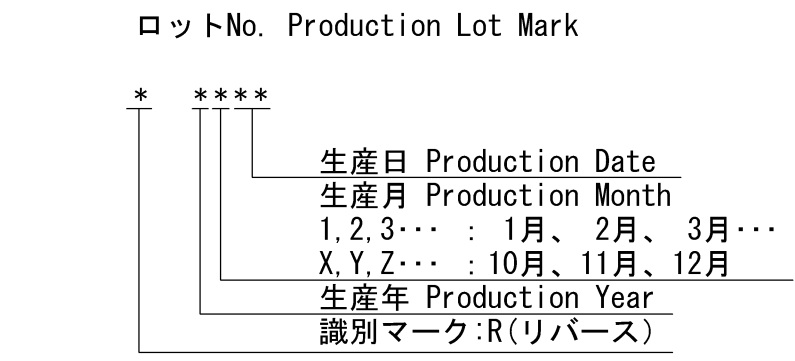 ロットNo. Production Lot Mark
* ****
生産日 Production Date
生産月 Production Month
1,2,3･･･ : 1月、 2月、 3月･･･
X,Y,Z･･･ :10月、11月、12月
生産年 Production Year
識別マーク:R(リバース)